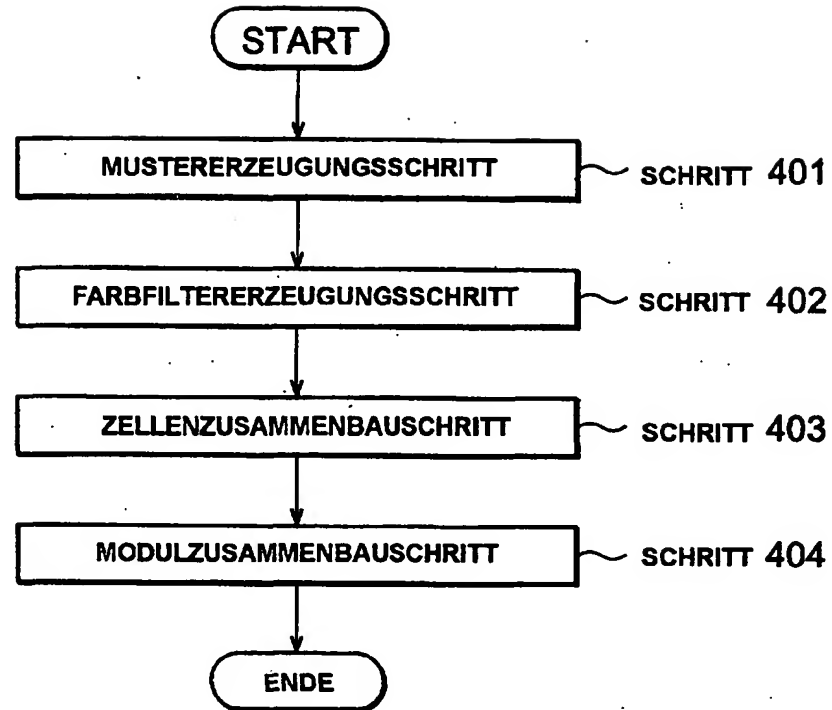 START
MUSTERERZEUGUNGSSCHRITT SCHRITT 401
FARBFILTERERZEUGUNGSSCHRITT SCHRITT 402
ZELLENZUSAMMENBAUSCHRITT SCHRITT 403
MODULZUSAMMENBAUSCHRITT SCHRITT 404
ENDE